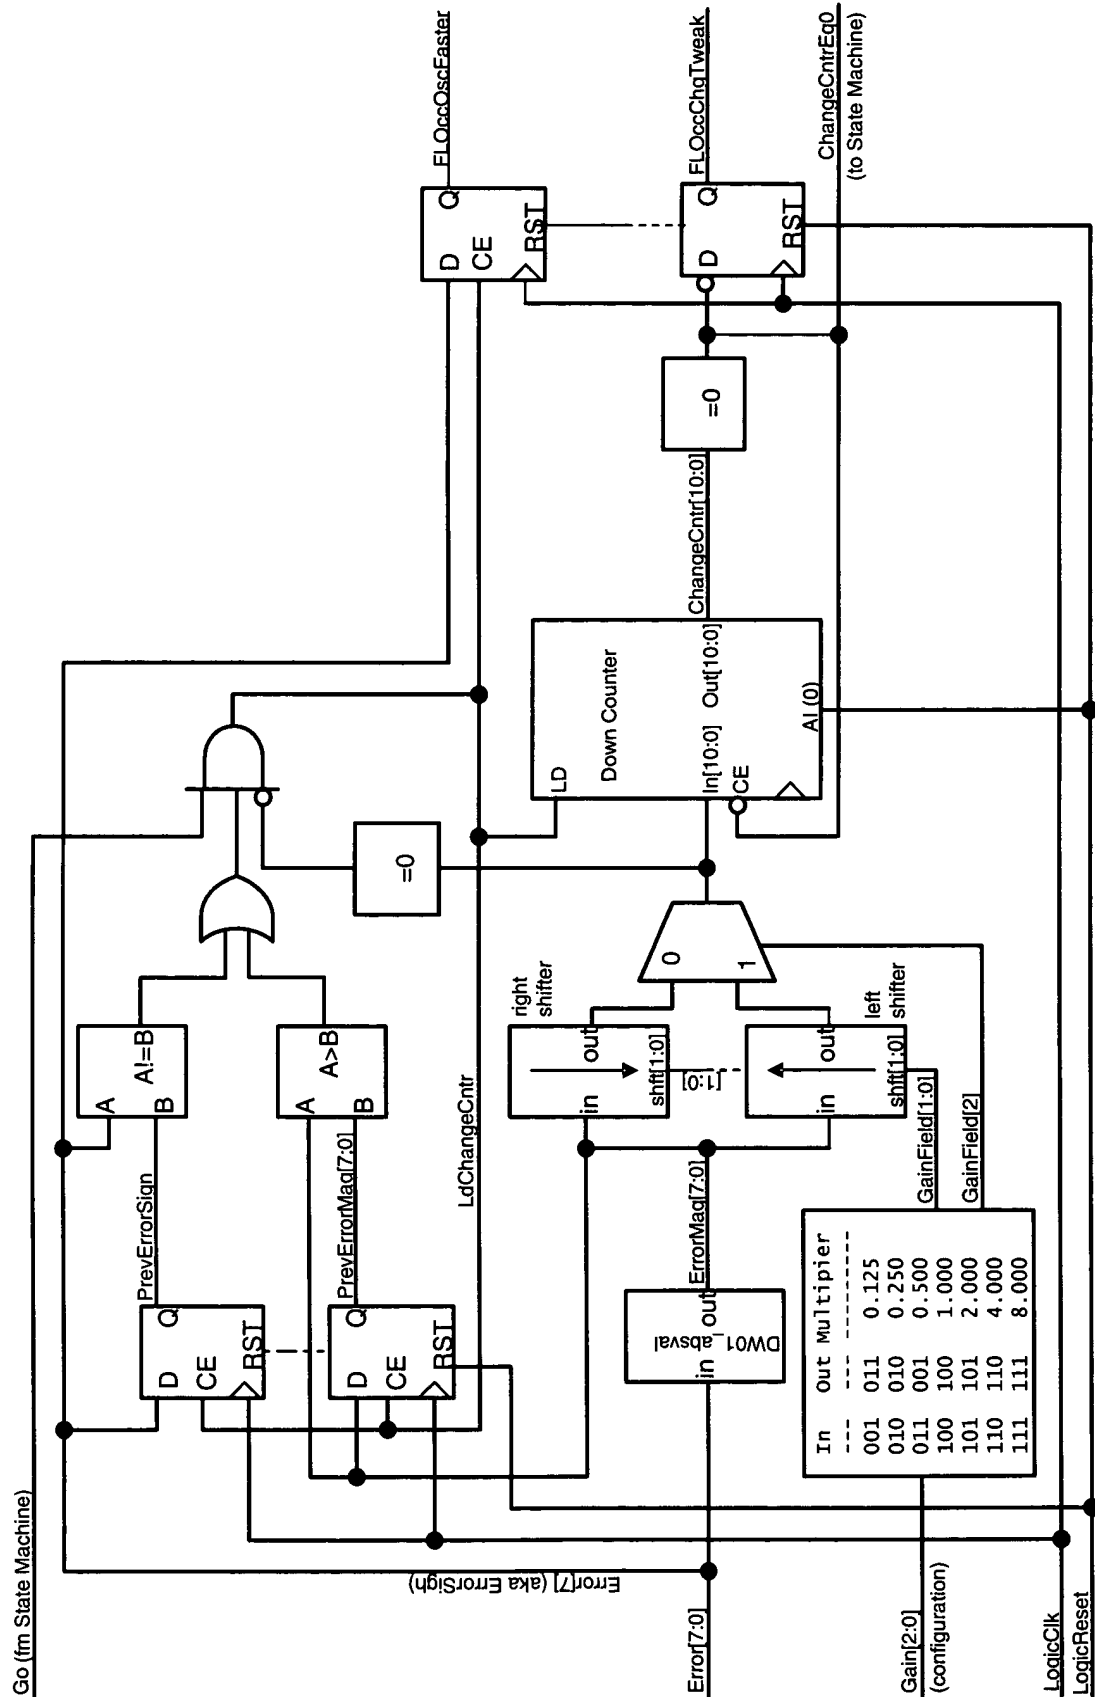 Go (fm State Machine)
Error[7] (aka ErrorSigh)
D
Q
CE
RST
PrevErrorSign
A
A!=B
B
D
Q
CE
RST
PrevErrorMag[7:0]
A
A>B
B
LdChangeCntr
=0
D
Q
CE
RST
FLOccOscFaster
Error[7:0]
in
out
DW01_absval
ErrorMag[7:0]
right
shifter
in
out
shft[1:0]
[1:0]
left
shifter
in
out
shft[1:0]
0
1
LD
Down Counter
In[10:0]
Out[10:0]
CE
AI (0)
ChangeCntr[10:0]
=0
D
Q
RST
FLOccChgTweak
ChangeCntrEq0
(to State Machine)
Gain[2:0]
(configuration)
In Out Multipier
--- --- ----------
001 011 0.125
010 010 0.250
011 001 0.500
100 100 1.000
101 101 2.000
110 110 4.000
111 111 8.000
GainField[1:0]
GainField[2]
LogicClk
LogicReset